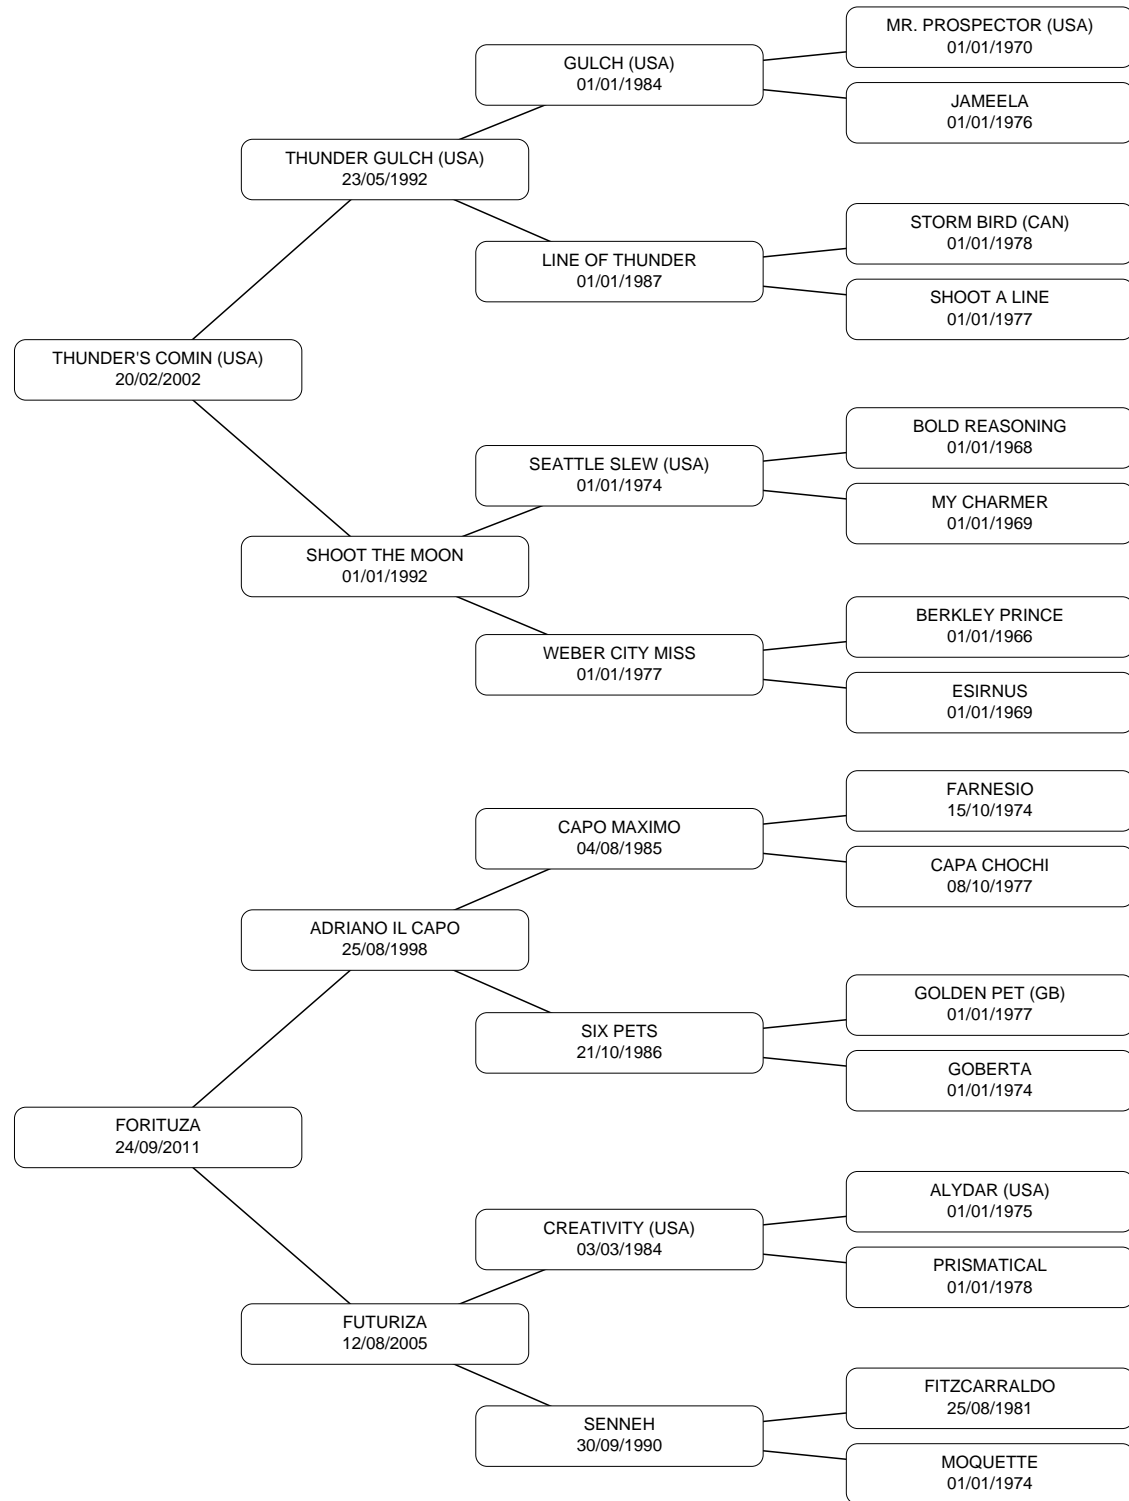 MR. PROSPECTOR (USA)
01/01/1970
GULCH (USA)
01/01/1984
JAMEELA
01/01/1976
THUNDER GULCH (USA)
23/05/1992
STORM BIRD (CAN)
01/01/1978
LINE OF THUNDER
01/01/1987
SHOOT A LINE
01/01/1977
THUNDER'S COMIN (USA)
20/02/2002
BOLD REASONING
01/01/1968
SEATTLE SLEW (USA)
01/01/1974
MY CHARMER
01/01/1969
SHOOT THE MOON
01/01/1992
BERKLEY PRINCE
01/01/1966
WEBER CITY MISS
01/01/1977
ESIRNUS
01/01/1969
FARNESIO
15/10/1974
CAPO MAXIMO
04/08/1985
CAPA CHOCHI
08/10/1977
ADRIANO IL CAPO
25/08/1998
GOLDEN PET (GB)
01/01/1977
SIX PETS
21/10/1986
GOBERTA
01/01/1974
FORITUZA
24/09/2011
ALYDAR (USA)
01/01/1975
CREATIVITY (USA)
03/03/1984
PRISMATICAL
01/01/1978
FUTURIZA
12/08/2005
FITZCARRALDO
25/08/1981
SENNEH
30/09/1990
MOQUETTE
01/01/1974